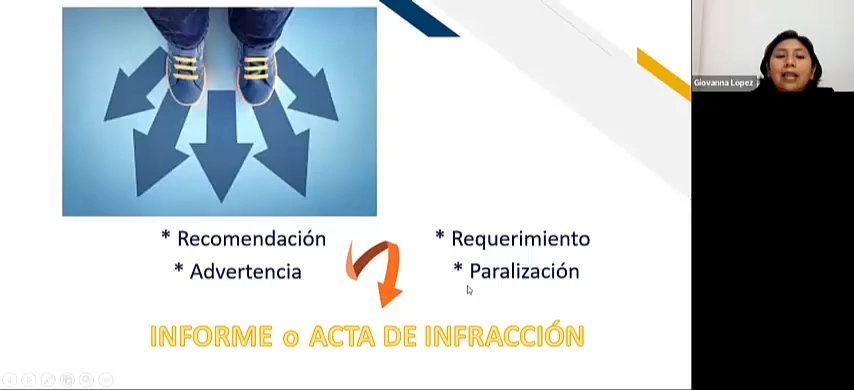 Giovanna Lopez
* Recomendación
* Requerimiento
* Advertencia
* Paralización
INFORME o ACTA DE INFRACCIÓN